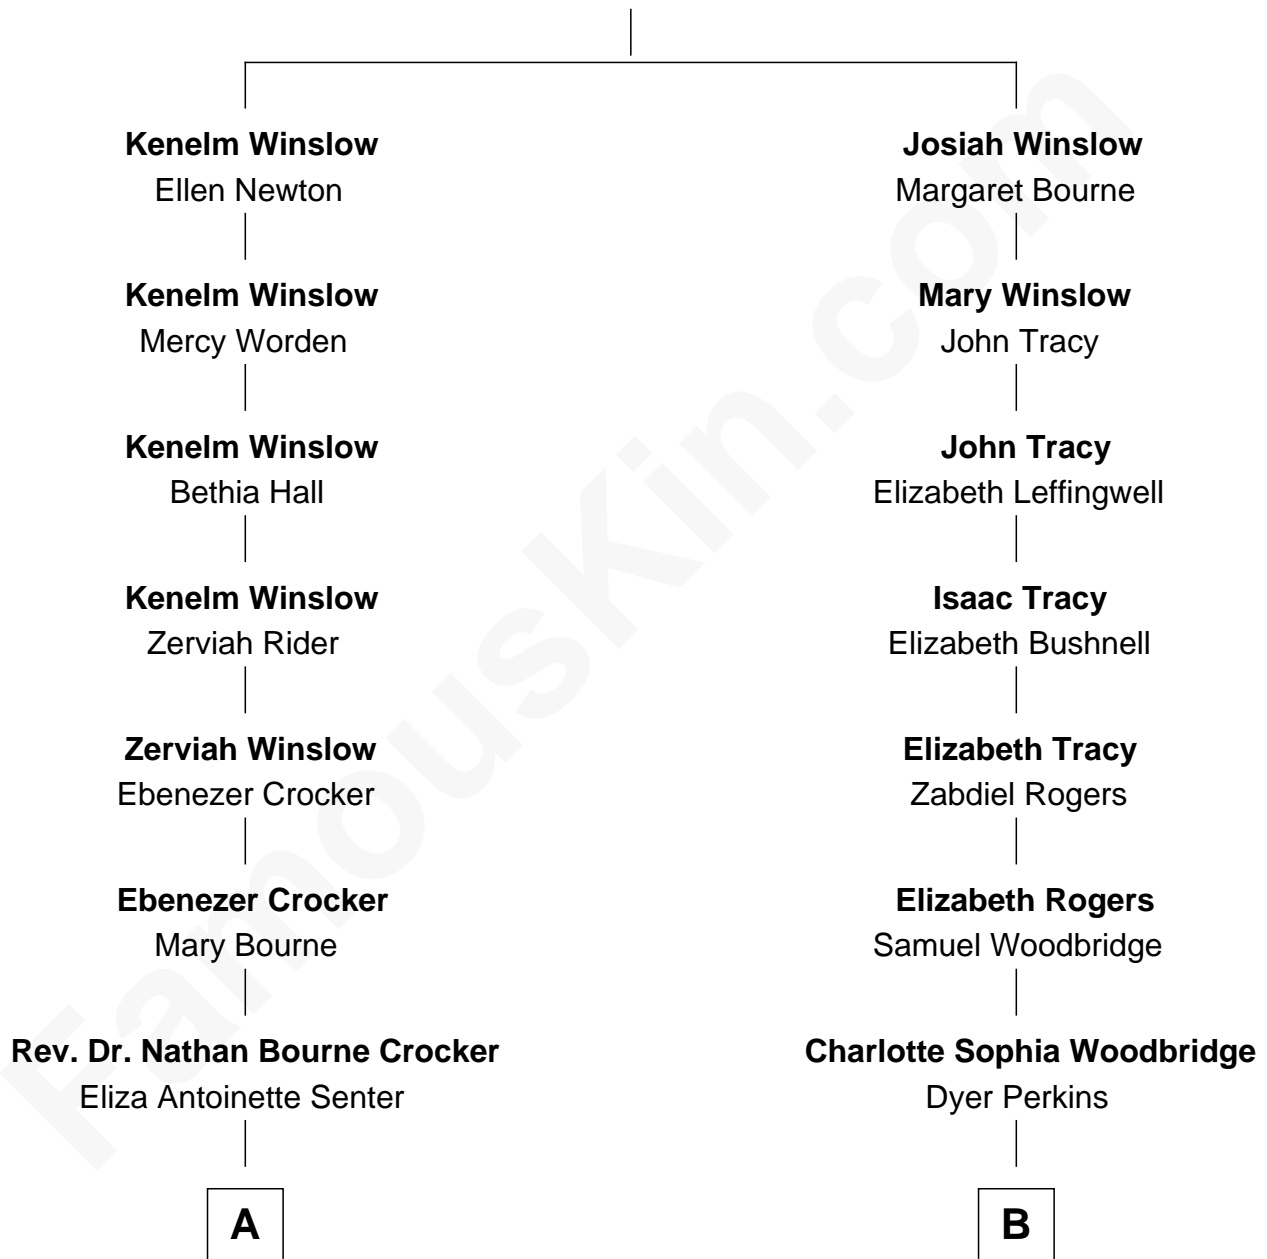 Kenelm Winslow
Ellen Newton
Kenelm Winslow
Mercy Worden
Kenelm Winslow
Bethia Hall
Kenelm Winslow
Zerviah Rider
Zerviah Winslow
Ebenezer Crocker
Ebenezer Crocker
Mary Bourne
Rev. Dr. Nathan Bourne Crocker
Eliza Antoinette Senter
A
Josiah Winslow
Margaret Bourne
Mary Winslow
John Tracy
John Tracy
Elizabeth Leffingwell
Isaac Tracy
Elizabeth Bushnell
Elizabeth Tracy
Zabdiel Rogers
Elizabeth Rogers
Samuel Woodbridge
Charlotte Sophia Woodbridge
Dyer Perkins
B
FamousKin.com